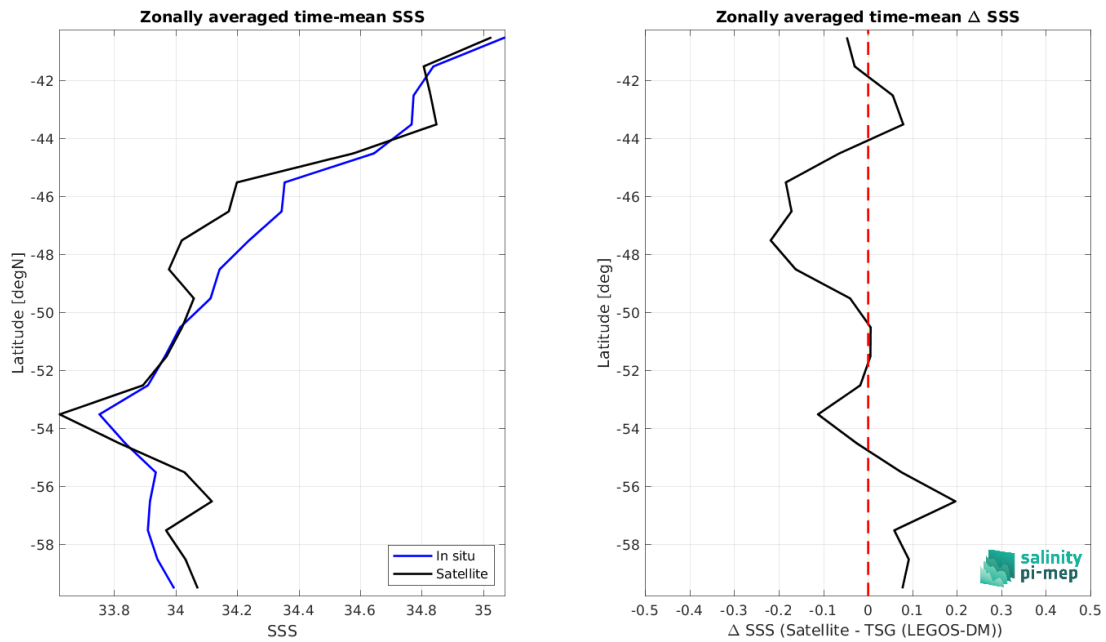 Zonally averaged time-mean SSS
-42
-44
-46
-48
-50
-52
-54
-56
-58
Latitude [degN]
33.8 34 34.2 34.4 34.6 34.8 35
SSS
In situ
Satellite
Zonally averaged time-mean Δ SSS
-42
-44
-46
-48
-50
-52
-54
-56
-58
Latitude [deg]
-0.5 -0.4 -0.3 -0.2 -0.1 0 0.1 0.2 0.3 0.4 0.5
Δ SSS (Satellite - TSG (LEGOS-DM))
salinity
pi-mep